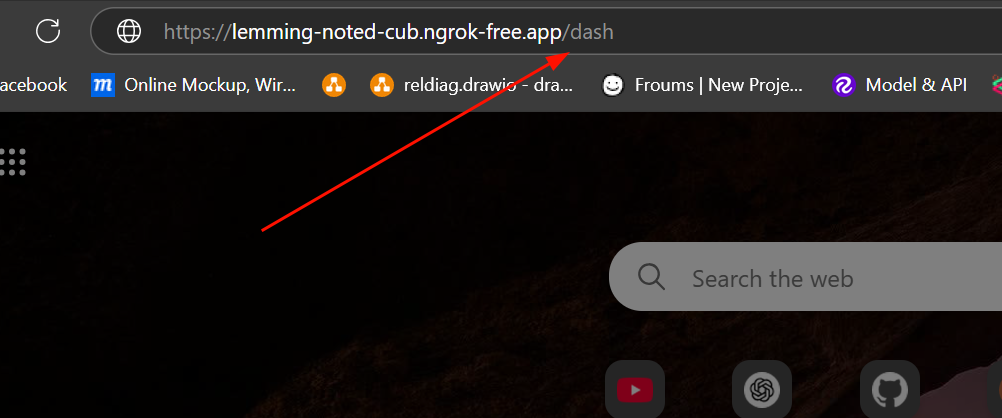 https://lemming-noted-cub.ngrok-free.app/dash
acebook Online Mockup, Wir... reldiag.drawio - dra... Froums | New Proje... Model & API
Search the web